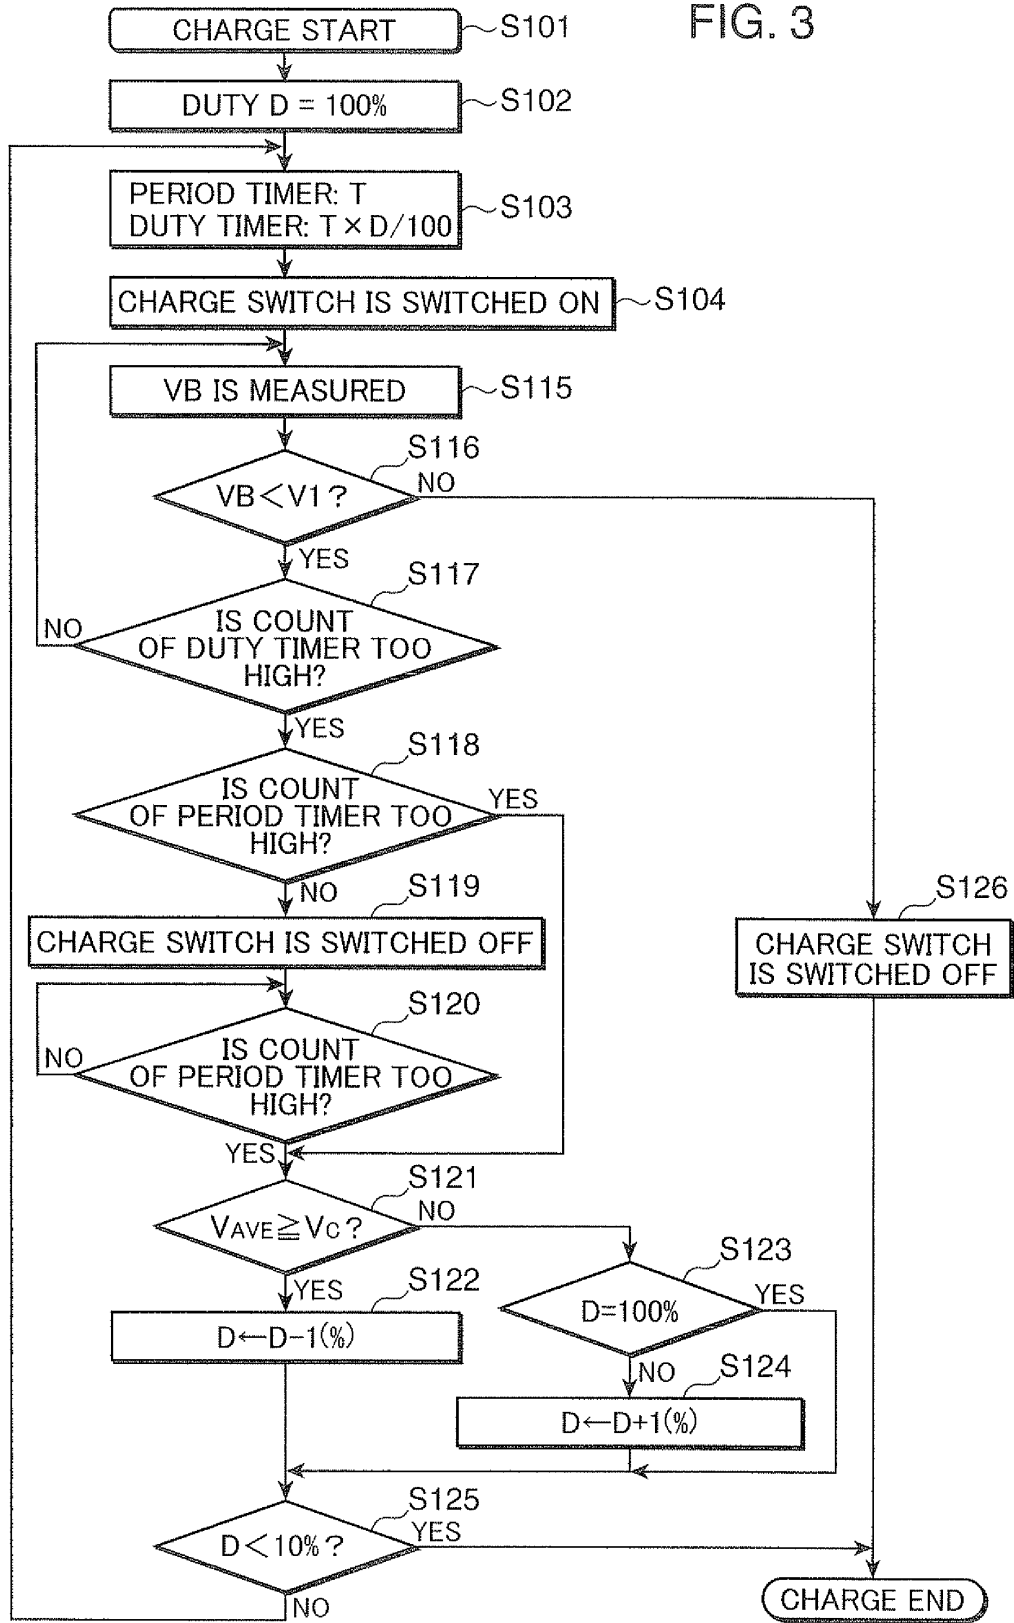 FIG. 3
CHARGE START
S101
DUTY D = 100%
S102
PERIOD TIMER: T
DUTY TIMER: T × D/100
S103
CHARGE SWITCH IS SWITCHED ON
S104
VB IS MEASURED
S115
S116
VB < V1 ?
NO
YES
S117
IS COUNT
OF DUTY TIMER TOO
HIGH?
NO
YES
S118
IS COUNT
OF PERIOD TIMER TOO
HIGH?
YES
NO
S119
CHARGE SWITCH IS SWITCHED OFF
S126
CHARGE SWITCH
IS SWITCHED OFF
S120
IS COUNT
OF PERIOD TIMER TOO
HIGH?
NO
YES
S121
VAVE ≧ VC ?
NO
YES
S122
D←D−1(%)
S123
D=100%
YES
NO
S124
D←D+1(%)
S125
D < 10% ?
YES
NO
CHARGE END